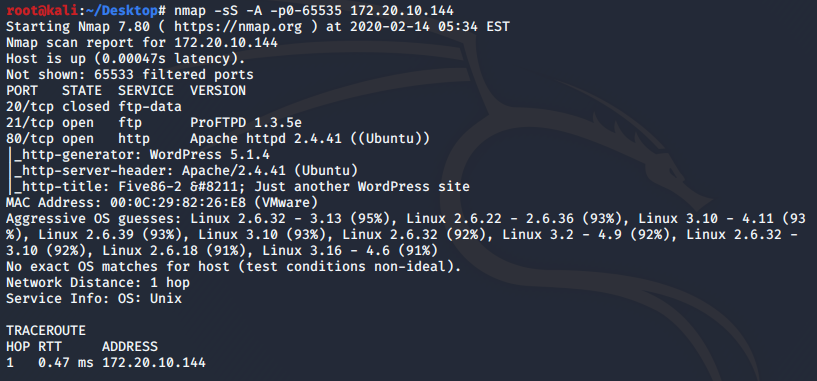 root@kali:~/Desktop# nmap -sS -A -p0-65535 172.20.10.144
Starting Nmap 7.80 ( https://nmap.org ) at 2020-02-14 05:34 EST
Nmap scan report for 172.20.10.144
Host is up (0.00047s latency).
Not shown: 65533 filtered ports
PORT   STATE  SERVICE  VERSION
20/tcp closed ftp-data
21/tcp open   ftp      ProFTPD 1.3.5e
80/tcp open   http     Apache httpd 2.4.41 ((Ubuntu))
|_http-generator: WordPress 5.1.4
|_http-server-header: Apache/2.4.41 (Ubuntu)
|_http-title: Five86-2 &#8211; Just another WordPress site
MAC Address: 00:0C:29:82:26:E8 (VMware)
Aggressive OS guesses: Linux 2.6.32 - 3.13 (95%), Linux 2.6.22 - 2.6.36 (93%), Linux 3.10 - 4.11 (93
%), Linux 2.6.39 (93%), Linux 3.10 (93%), Linux 2.6.32 (92%), Linux 3.2 - 4.9 (92%), Linux 2.6.32 -
3.10 (92%), Linux 2.6.18 (91%), Linux 3.16 - 4.6 (91%)
No exact OS matches for host (test conditions non-ideal).
Network Distance: 1 hop
Service Info: OS: Unix
TRACEROUTE
HOP RTT     ADDRESS
1   0.47 ms 172.20.10.144